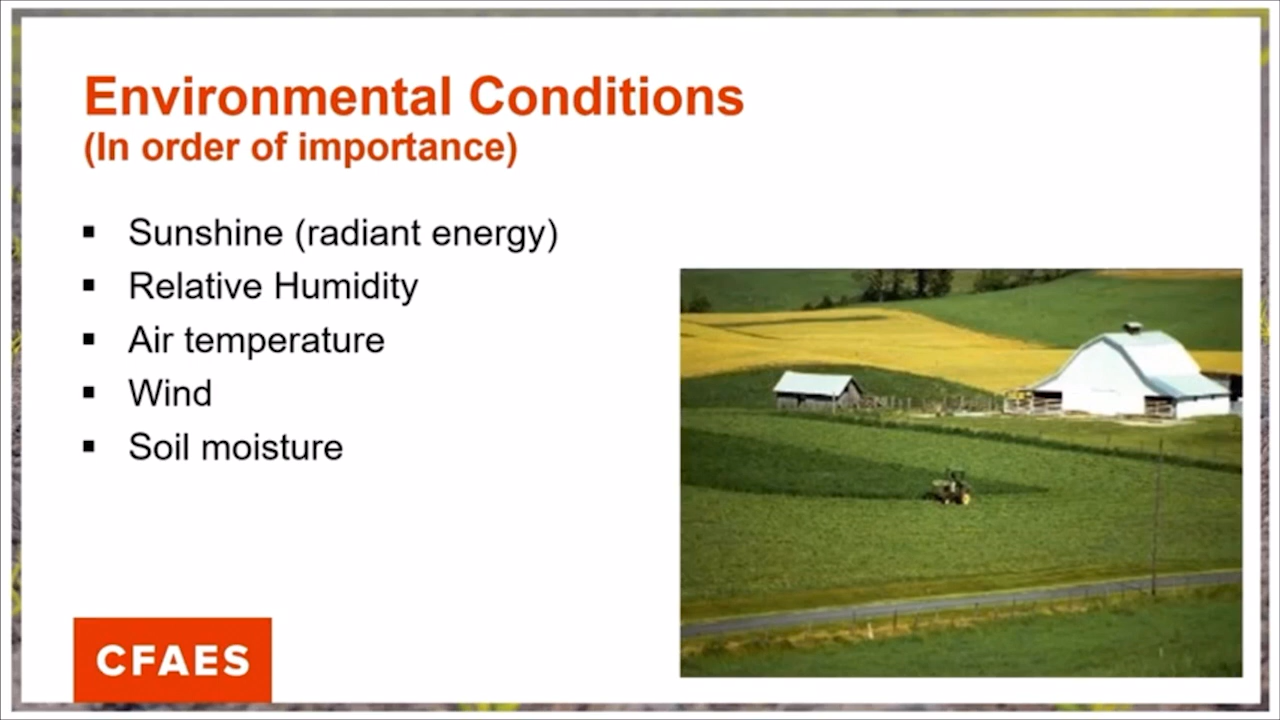 Environmental Conditions
(In order of importance)
▪ Sunshine (radiant energy)
▪ Relative Humidity
▪ Air temperature
▪ Wind
▪ Soil moisture
CFAES